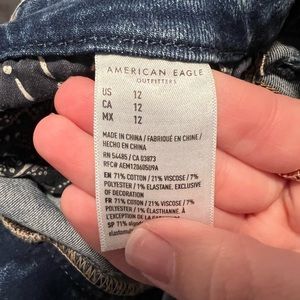 AMERICAN EAGLE
OUTFITTERS
US 12
CA 12
MX 12
MADE IN CHINA / FABRIQUÉ EN CHINE /
HECHO EN CHINA
RN 54485 / CA 03873
EN 71% COTTON / 21% VISCOSE / 7%
POLYESTER / 1% ELASTANE. EXCLUSIVE
OF DECORATION
FR 71% COTON / 21% VISCOSE / 7%
POLYESTER / 1% ÉLASTHANNE. À
L'EXCEPTION DE LA
SP 71%